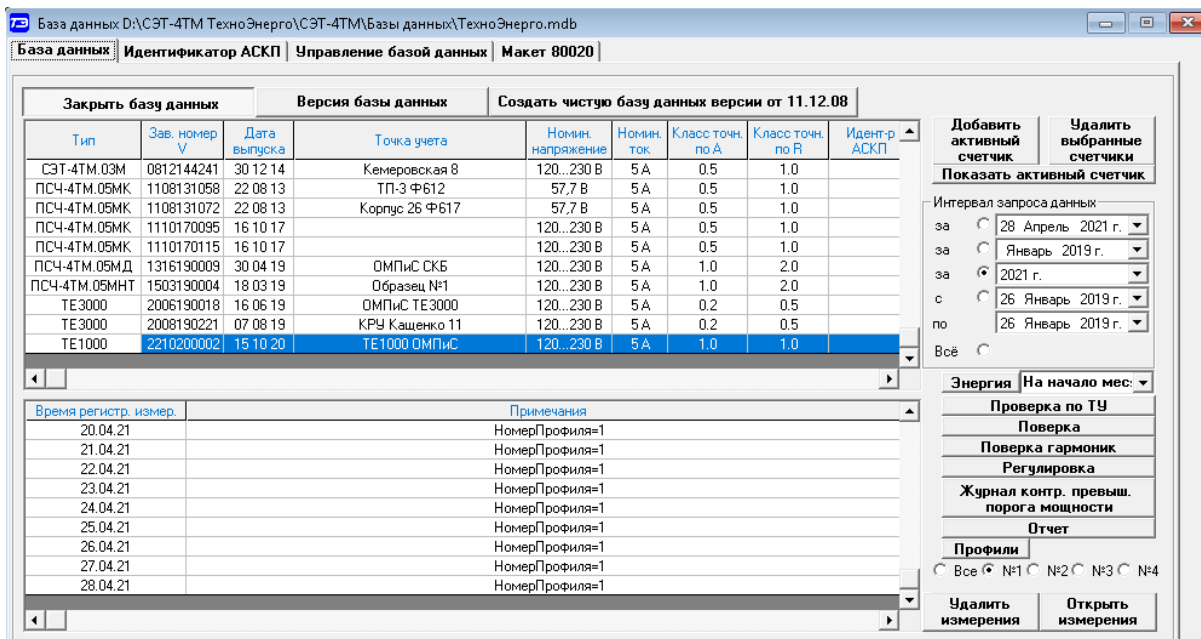 ТЭ База данных D:\СЭТ-4ТМ ТехноЭнерго\СЭТ-4ТМ\Базы данных\ТехноЭнерго.mdb
База данных Идентификатор АСКП Управление базой данных Макет 80020
Закрыть базу данных Версия базы данных Создать чистую базу данных версии от 11.12.08
Тип Зав. номер V Дата выпуска Точка учета Номин. напряжение Номин. ток Класс точн. по A Класс точн. по R Идент-р АСКП
СЭТ-4ТМ.03М 0812144241 30 12 14 Кемеровская 8 120...230 В 5 А 0.5 1.0
ПСЧ-4ТМ.05МК 1108131058 22 08 13 ТП-3 Ф612 57,7 В 5 А 0.5 1.0
ПСЧ-4ТМ.05МК 1108131072 22 08 13 Корпус 26 Ф617 57,7 В 5 А 0.5 1.0
ПСЧ-4ТМ.05МК 1110170095 16 10 17 120...230 В 5 А 0.5 1.0
ПСЧ-4ТМ.05МК 1110170115 16 10 17 120...230 В 5 А 0.5 1.0
ПСЧ-4ТМ.05МД 1316190009 30 04 19 ОМПиС СКБ 120...230 В 5 А 1.0 2.0
ПСЧ-4ТМ.05МНТ 1503190004 18 03 19 Образец №1 120...230 В 5 А 1.0 2.0
TE3000 2006190018 16 06 19 ОМПиС TE3000 120...230 В 5 А 0.2 0.5
TE3000 2008190221 07 08 19 КРУ Кащенко 11 120...230 В 5 А 0.2 0.5
TE1000 2210200002 15 10 20 TE1000 ОМПиС 120...230 В 5 А 1.0 1.0
Время регистр. измер. Примечания
20.04.21 НомерПрофиля=1
21.04.21 НомерПрофиля=1
22.04.21 НомерПрофиля=1
23.04.21 НомерПрофиля=1
24.04.21 НомерПрофиля=1
25.04.21 НомерПрофиля=1
26.04.21 НомерПрофиля=1
27.04.21 НомерПрофиля=1
28.04.21 НомерПрофиля=1
Добавить активный счетчик
Удалить выбранные счетчики
Показать активный счетчик
Интервал запроса данных
за 28 Апрель 2021 г.
за Январь 2019 г.
за 2021 г.
с 26 Январь 2019 г.
по 26 Январь 2019 г.
Всё
Энергия На начало мес:
Проверка по ТУ
Поверка
Поверка гармоник
Регулировка
Журнал контр. превыш.
порога мощности
Отчет
Профили
Все №1 №2 №3 №4
Удалить измерения
Открыть измерения